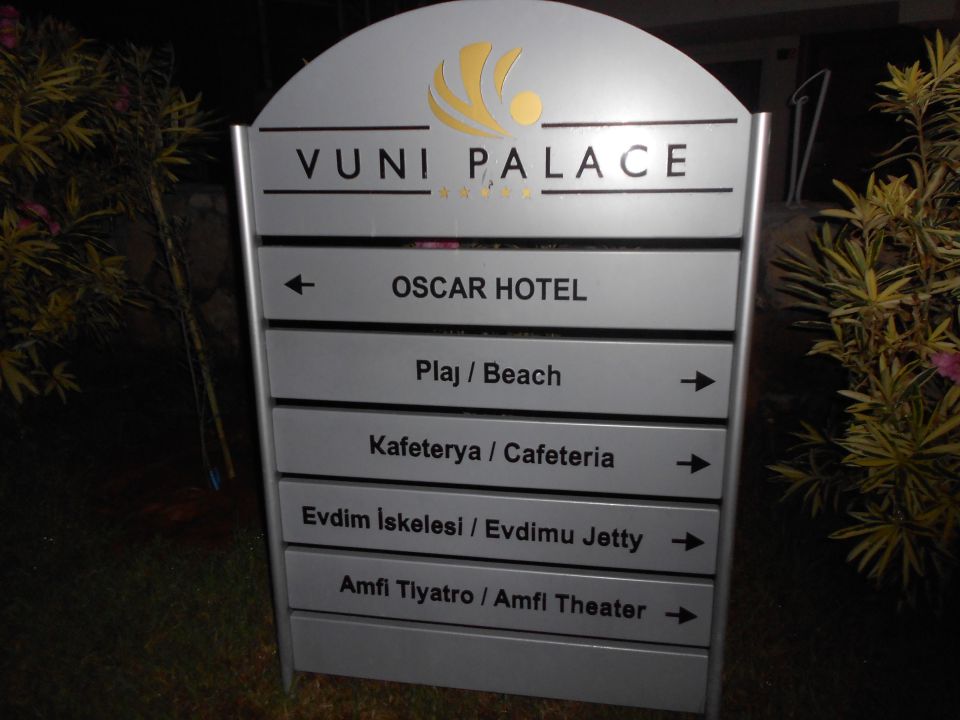 VUNI PALACE
OSCAR HOTEL
Plaj / Beach
Kafeterya / Cafeteria
Evdim İskelesi / Evdimu Jetty
Amfi Tiyatro / Amfi Theater